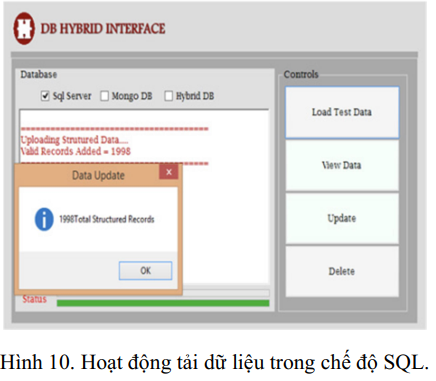 DB HYBRID INTERFACE
Database
Sql Server Mongo DB Hybrid DB
Uploading Strutured Data....
Valid Records Added = 1998
Data Update
x
1998Total Structured Records
OK
Status
Controls
Load Test Data
View Data
Update
Delete
Hình 10. Hoạt động tải dữ liệu trong chế độ SQL.